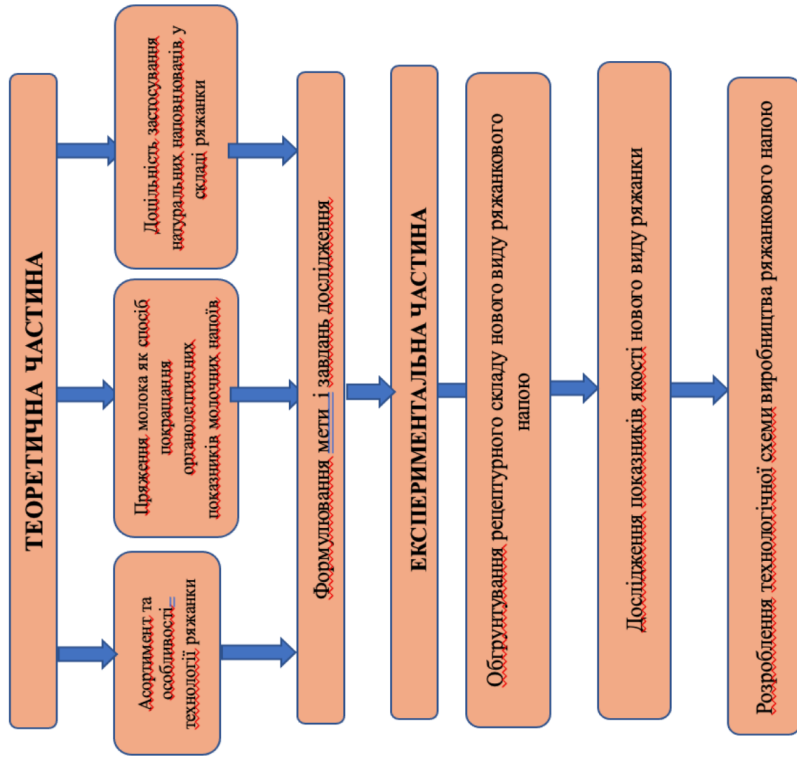 ТЕОРЕТИЧНА ЧАСТИНА
Асортимент та
особливості
технології ряжанки
Пряження молока як спосіб
покращання
органолептичних
показників молочних напоїв
Доцільність застосування
натуральних наповнювачів у
складі ряжанки
Формулювання мети і завдань дослідження
ЕКСПЕРИМЕНТАЛЬНА ЧАСТИНА
Обгрунтування рецептурного складу нового виду ряжанкового
напою
Дослідження показників якості нового виду ряжанки
Розроблення технологічної схеми виробництва ряжанкового напою